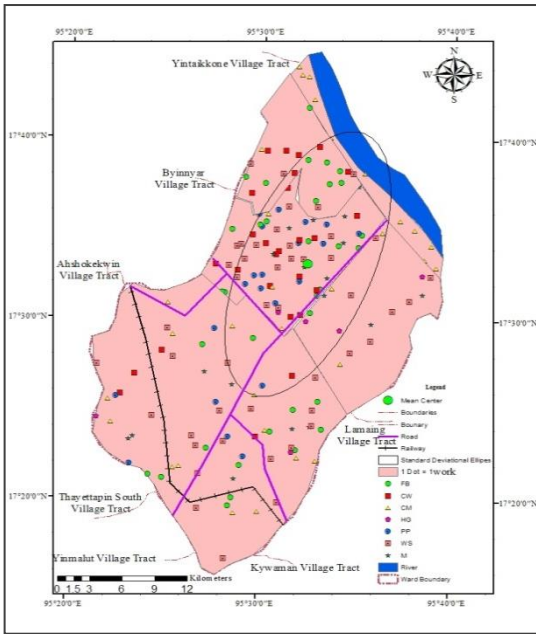 95°20'0"E 95°30'0"E 95°40'0"E
Yintaikkone Village Tract
N
W E
S
17°40'0"N 17°40'0"N
Byinnyar
Village Tract
Ahshokekwin
Village Tract
17°30'0"N 17°30'0"N
Legend
Mean Center
Boundaries
Bounary
Road
Railway
Standard Deviational Ellipes
1 Dot = 1work
FB
CW
CM
HG
PP
WS
M
River
Ward Boundary
Lamaing
Village Tract
17°20'0"N 17°20'0"N
Thayettapin South
Village Tract
Yinmalut Village Tract
Kywaman Village Tract
Kilometers
0 1.5 3 6 9 12
95°20'0"E 95°30'0"E 95°40'0"E